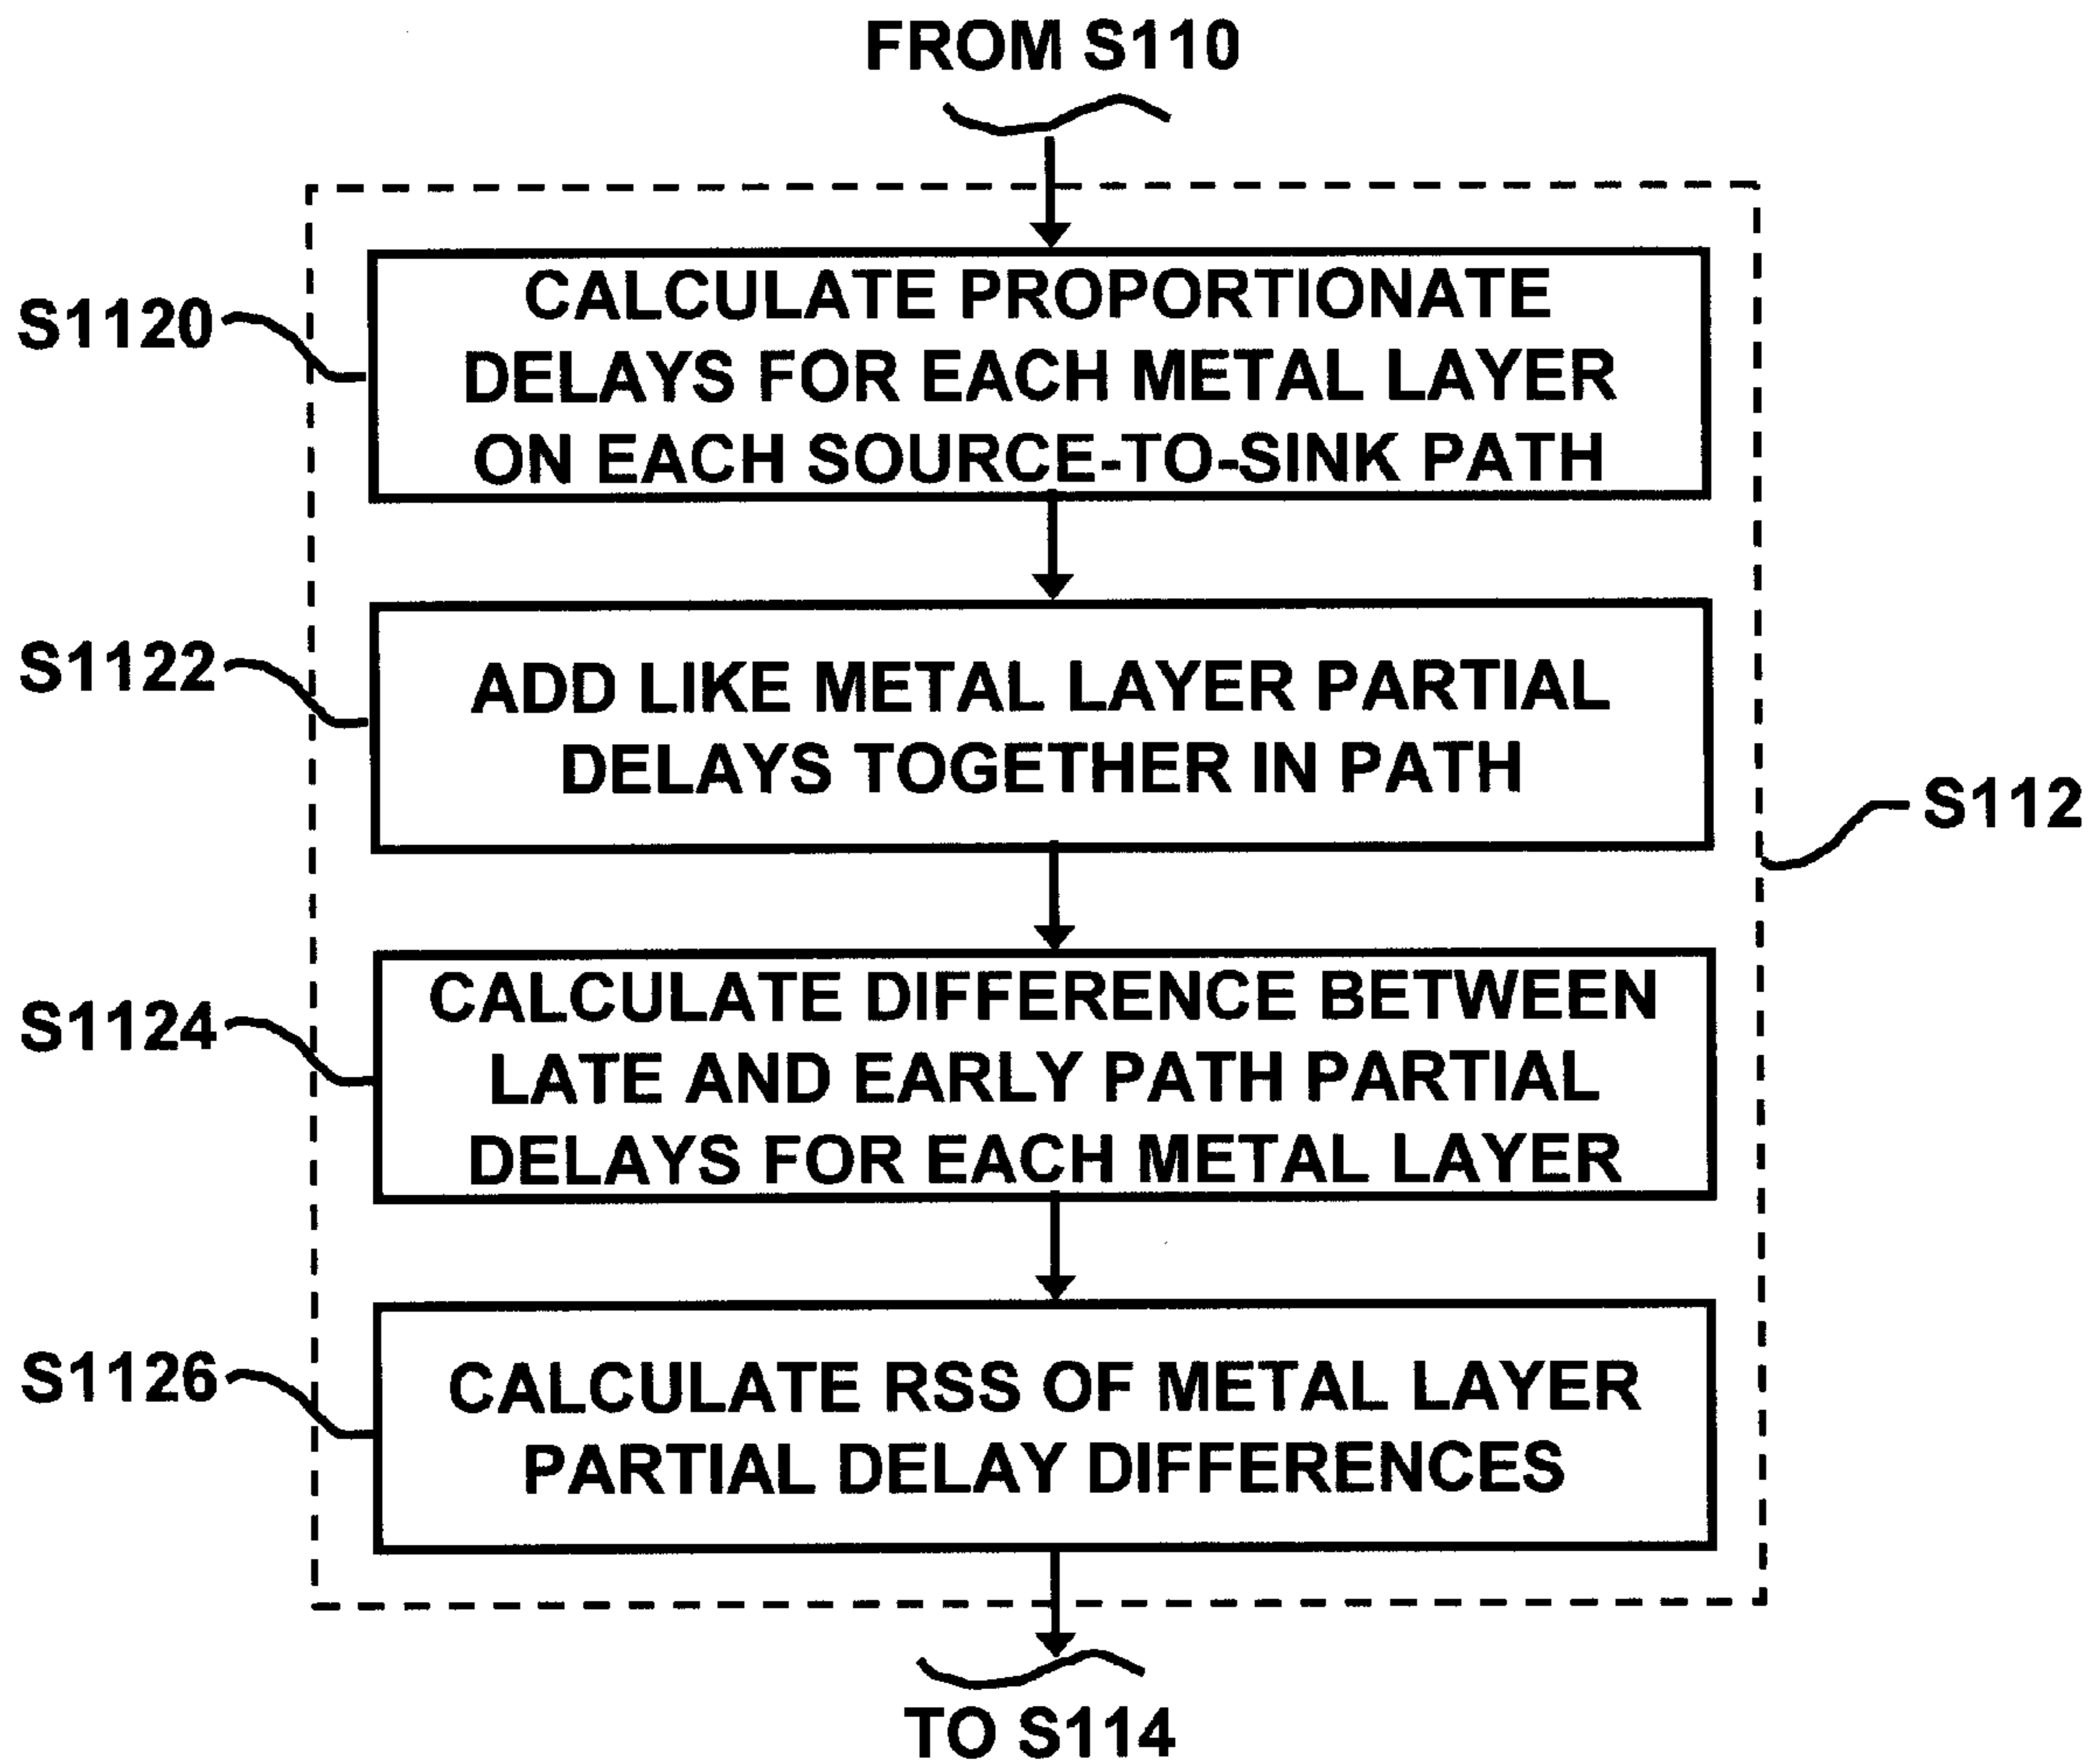 FROM S110
S1120
CALCULATE PROPORTIONATE
DELAYS FOR EACH METAL LAYER
ON EACH SOURCE-TO-SINK PATH
S1122
ADD LIKE METAL LAYER PARTIAL
DELAYS TOGETHER IN PATH
S112
S1124
CALCULATE DIFFERENCE BETWEEN
LATE AND EARLY PATH PARTIAL
DELAYS FOR EACH METAL LAYER
S1126
CALCULATE RSS OF METAL LAYER
PARTIAL DELAY DIFFERENCES
TO S114